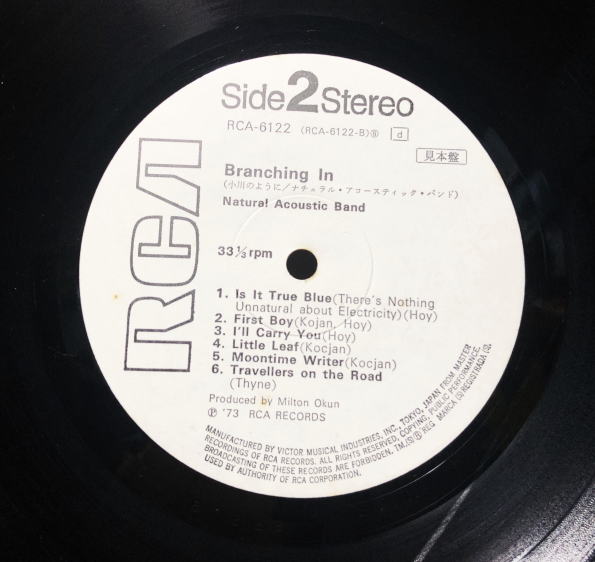 Side 2 Stereo
RCA-6122 (RCA-6122-B)Ⓡ d
見本盤
RCA
Branching In
(小川のように/ナチュラル・アコースティック・バンド)
Natural Acoustic Band
33⅓ rpm
1. Is It True Blue(There's Nothing
Unnatural about Electricity)(Hoy)
2. First Boy(Kojan, Hoy)
3. I'll Carry You(Hoy)
4. Little Leaf(Kocjan)
5. Moontime Writer(Kocjan)
6. Travellers on the Road
(Thyne)
Produced by Milton Okun
Ⓟ '73 RCA RECORDS
MANUFACTURED BY VICTOR MUSICAL INDUSTRIES, INC., TOKYO, JAPAN FROM MASTER
RECORDINGS OF RCA RECORDS. ALL RIGHTS RESERVED, COPYING, PUBLIC PERFORMANCE,
BROADCASTING OF THESE RECORDS ARE FORBIDDEN. TM.(S)Ⓡ REG MARCA (S) REGISTRADA (S).
USED BY AUTHORITY OF RCA CORPORATION.